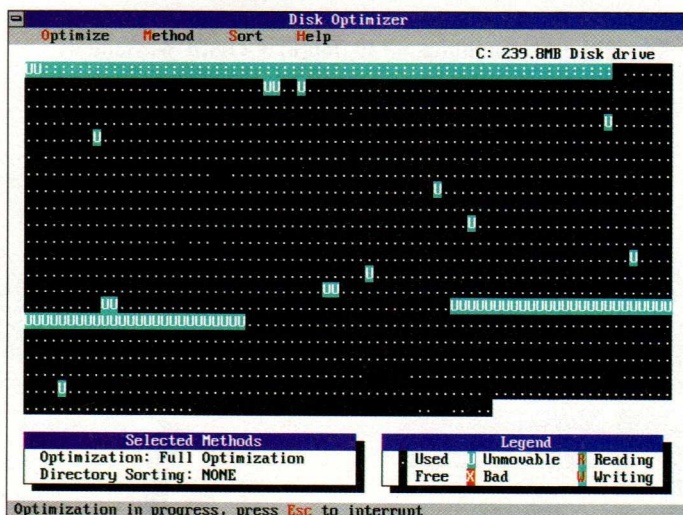 Disk Optimizer
Optimize Method Sort Help
C: 239.8MB Disk drive
UU
UU U
U
U
U
U
U
U
UU
UU UUUUUUUUUUUUUUUUUUUUUUUUUU
UUUUUUUUUUUUUUUUUUUUUUUUUU
U
Selected Methods
Optimization: Full Optimization
Directory Sorting: NONE
Legend
. Used U Unmovable R Reading
Free X Bad W Writing
Optimization in progress, press Esc to interrupt